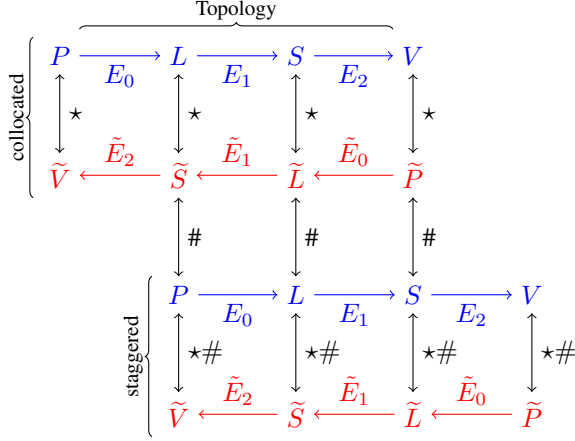 Topology
collocated
P L S V
E₀ E₁ E₂
⋆ ⋆ ⋆ ⋆
Ẽ₂ Ẽ₁ Ẽ₀
Ṽ S̃ L̃ P̃
# # #
staggered
P L S V
E₀ E₁ E₂
⋆# ⋆# ⋆# ⋆#
Ẽ₂ Ẽ₁ Ẽ₀
Ṽ S̃ L̃ P̃